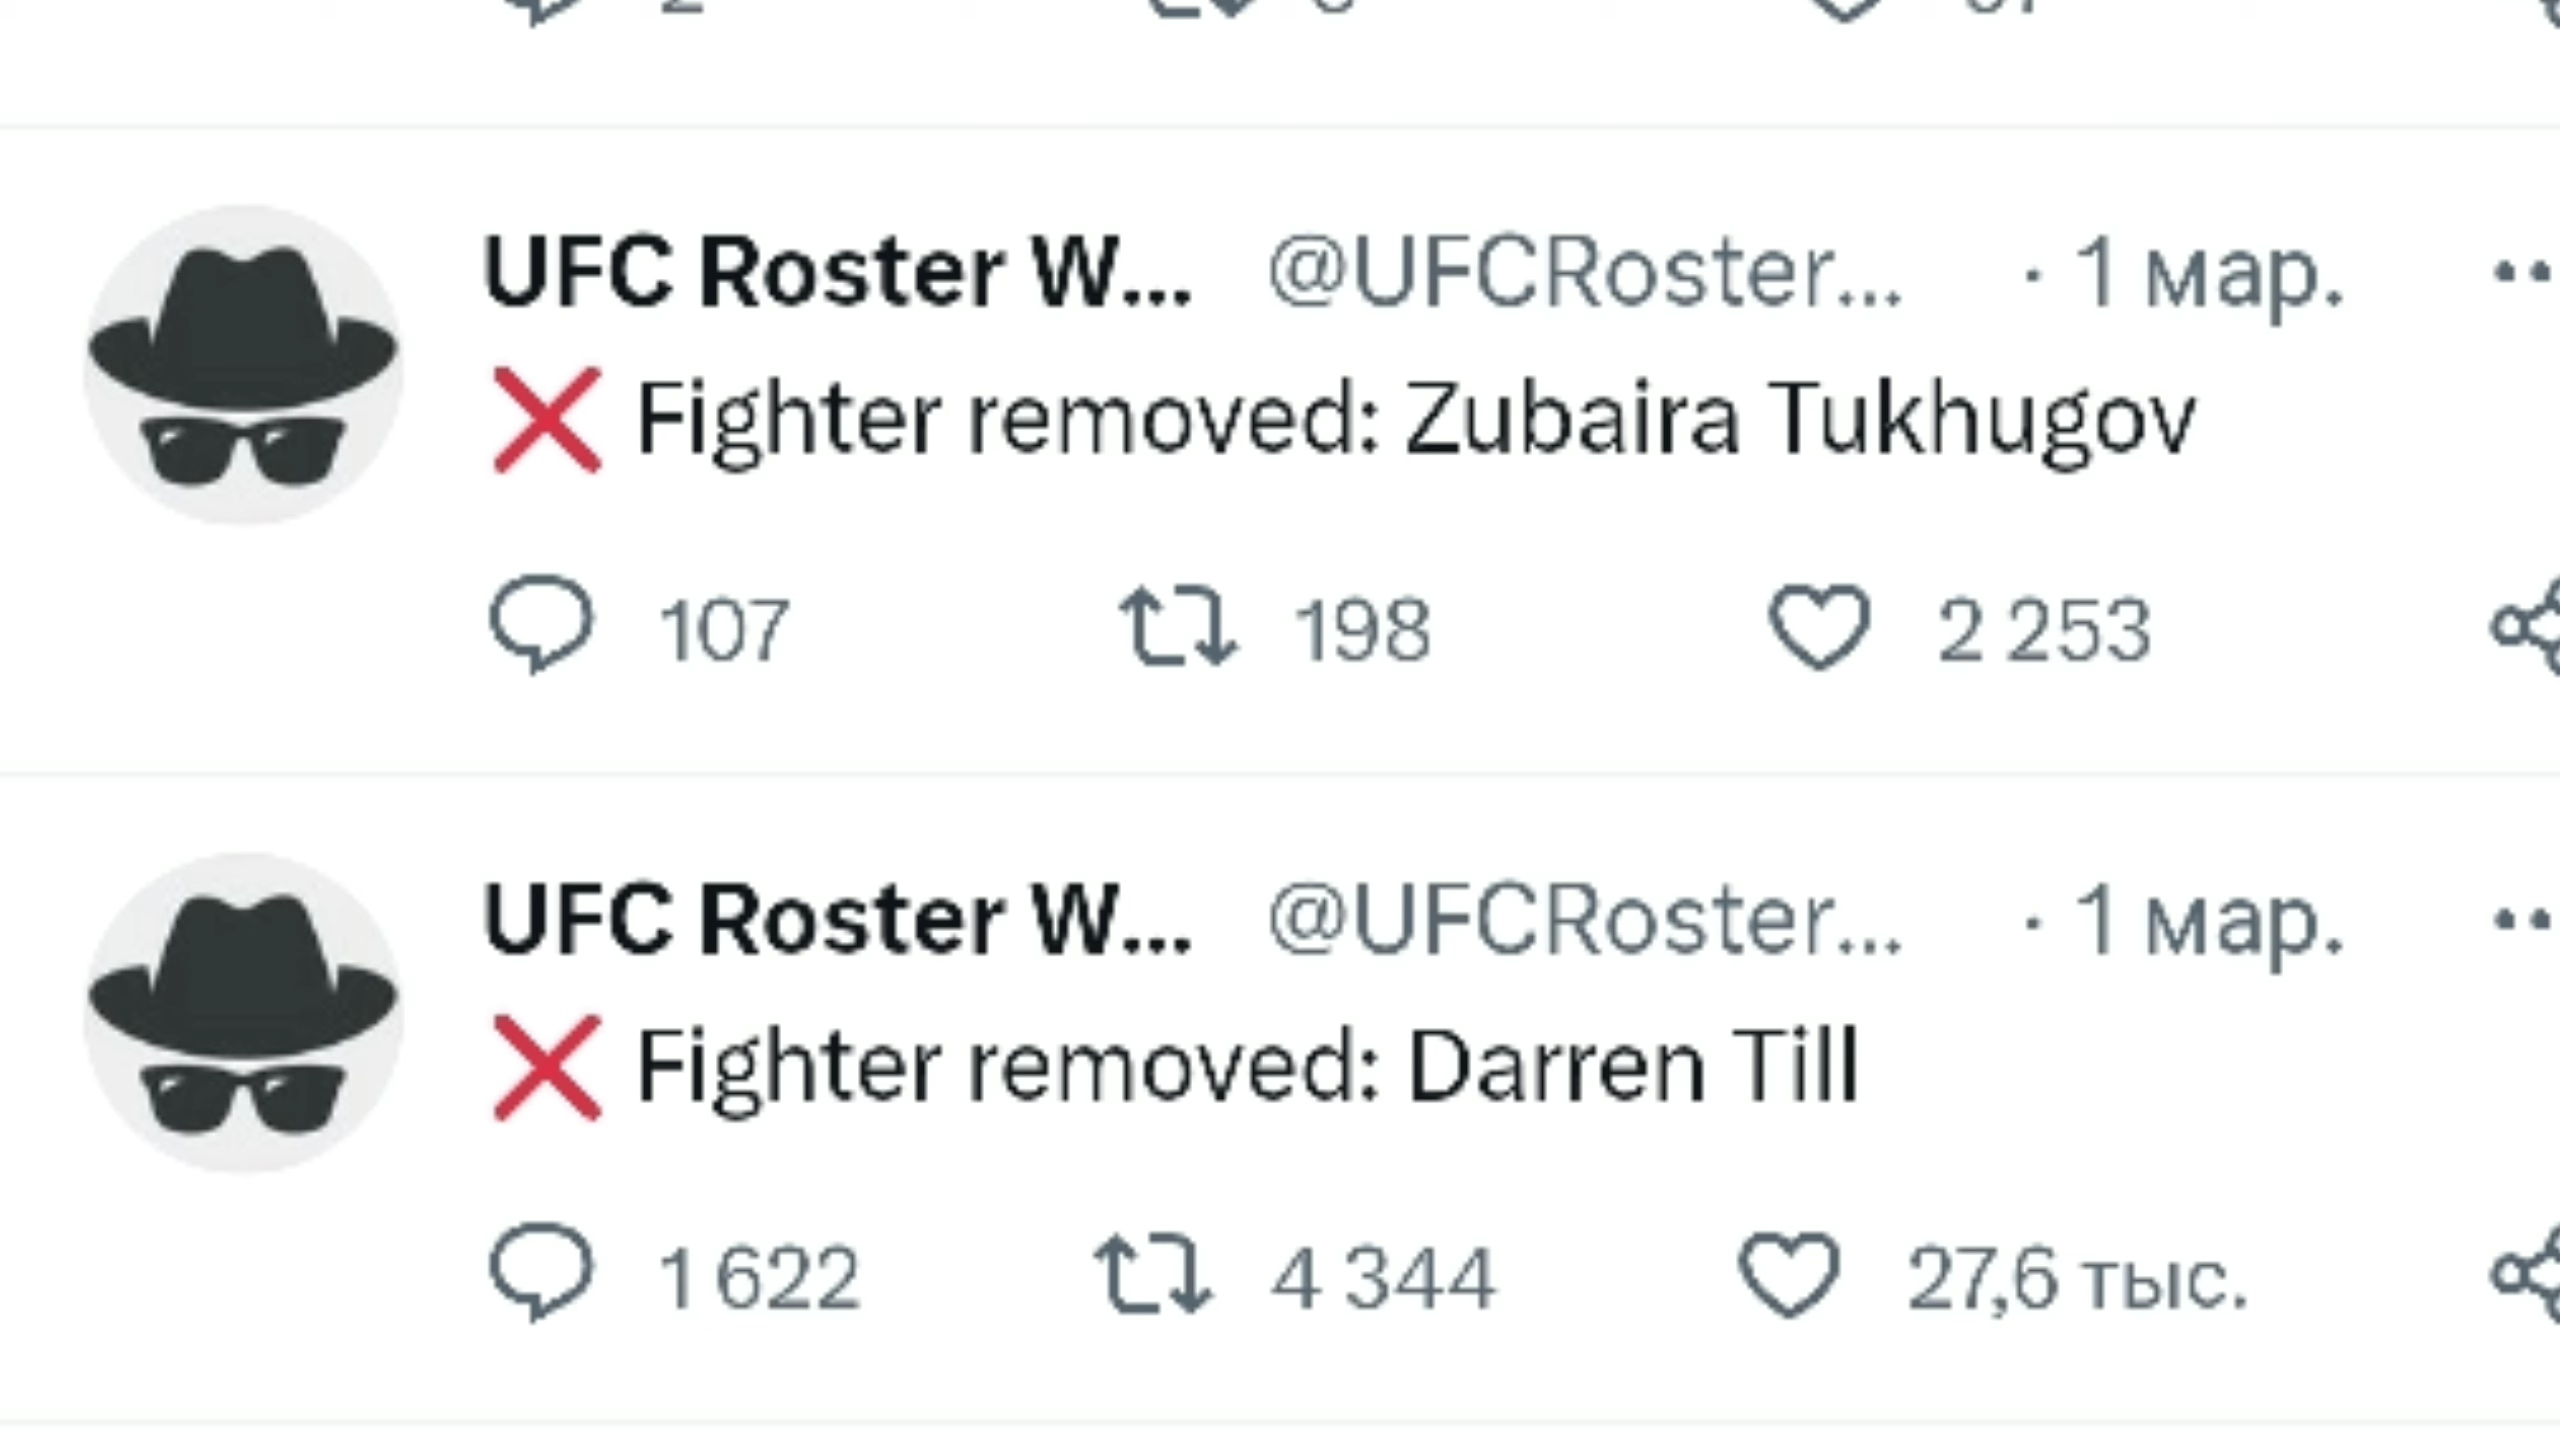 UFC Roster W... @UFCRoster... · 1 мар.
❌ Fighter removed: Zubaira Tukhugov
107 198 2 253
UFC Roster W... @UFCRoster... · 1 мар.
❌ Fighter removed: Darren Till
1 622 4 344 27,6 тыс.